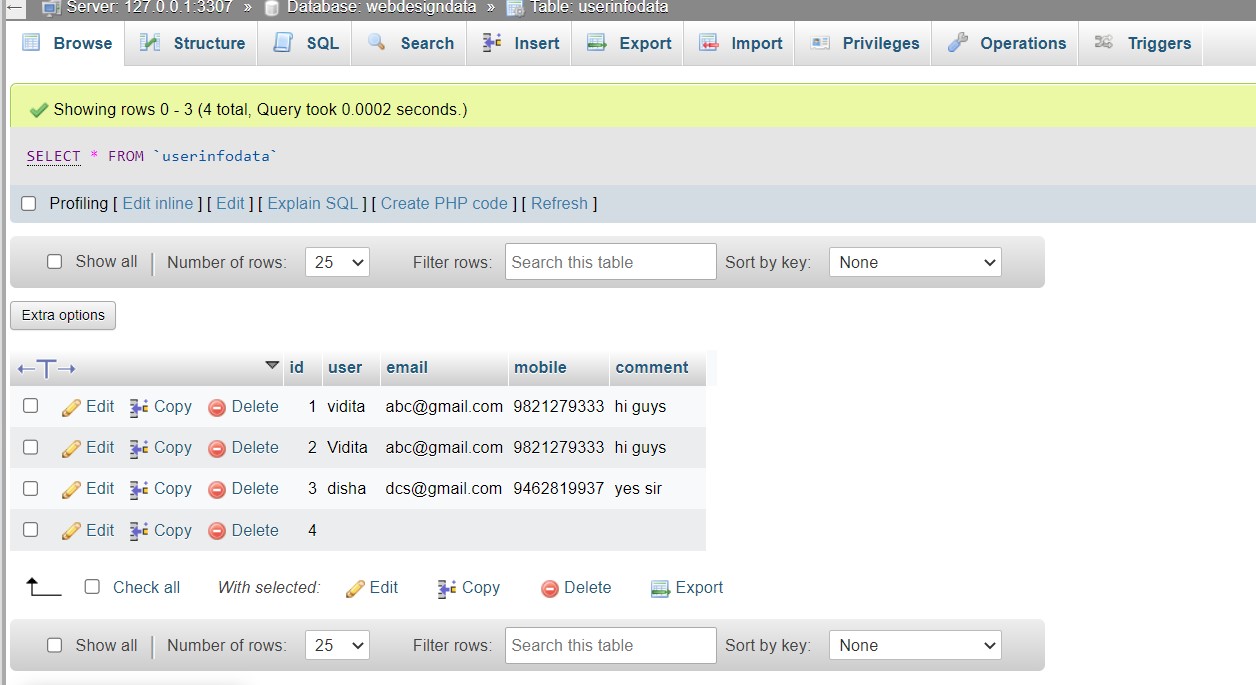 Server: 127.0.0.1:3307 » Database: webdesigndata » Table: userinfodata
Browse Structure SQL Search Insert Export Import Privileges Operations Triggers
Showing rows 0 - 3 (4 total, Query took 0.0002 seconds.)
SELECT * FROM `userinfodata`
Profiling [ Edit inline ] [ Edit ] [ Explain SQL ] [ Create PHP code ] [ Refresh ]
Show all Number of rows: 25 Filter rows: Search this table Sort by key: None
Extra options
id user email mobile comment
Edit Copy Delete 1 vidita abc@gmail.com 9821279333 hi guys
Edit Copy Delete 2 Vidita abc@gmail.com 9821279333 hi guys
Edit Copy Delete 3 disha dcs@gmail.com 9462819937 yes sir
Edit Copy Delete 4
Check all With selected: Edit Copy Delete Export
Show all Number of rows: 25 Filter rows: Search this table Sort by key: None